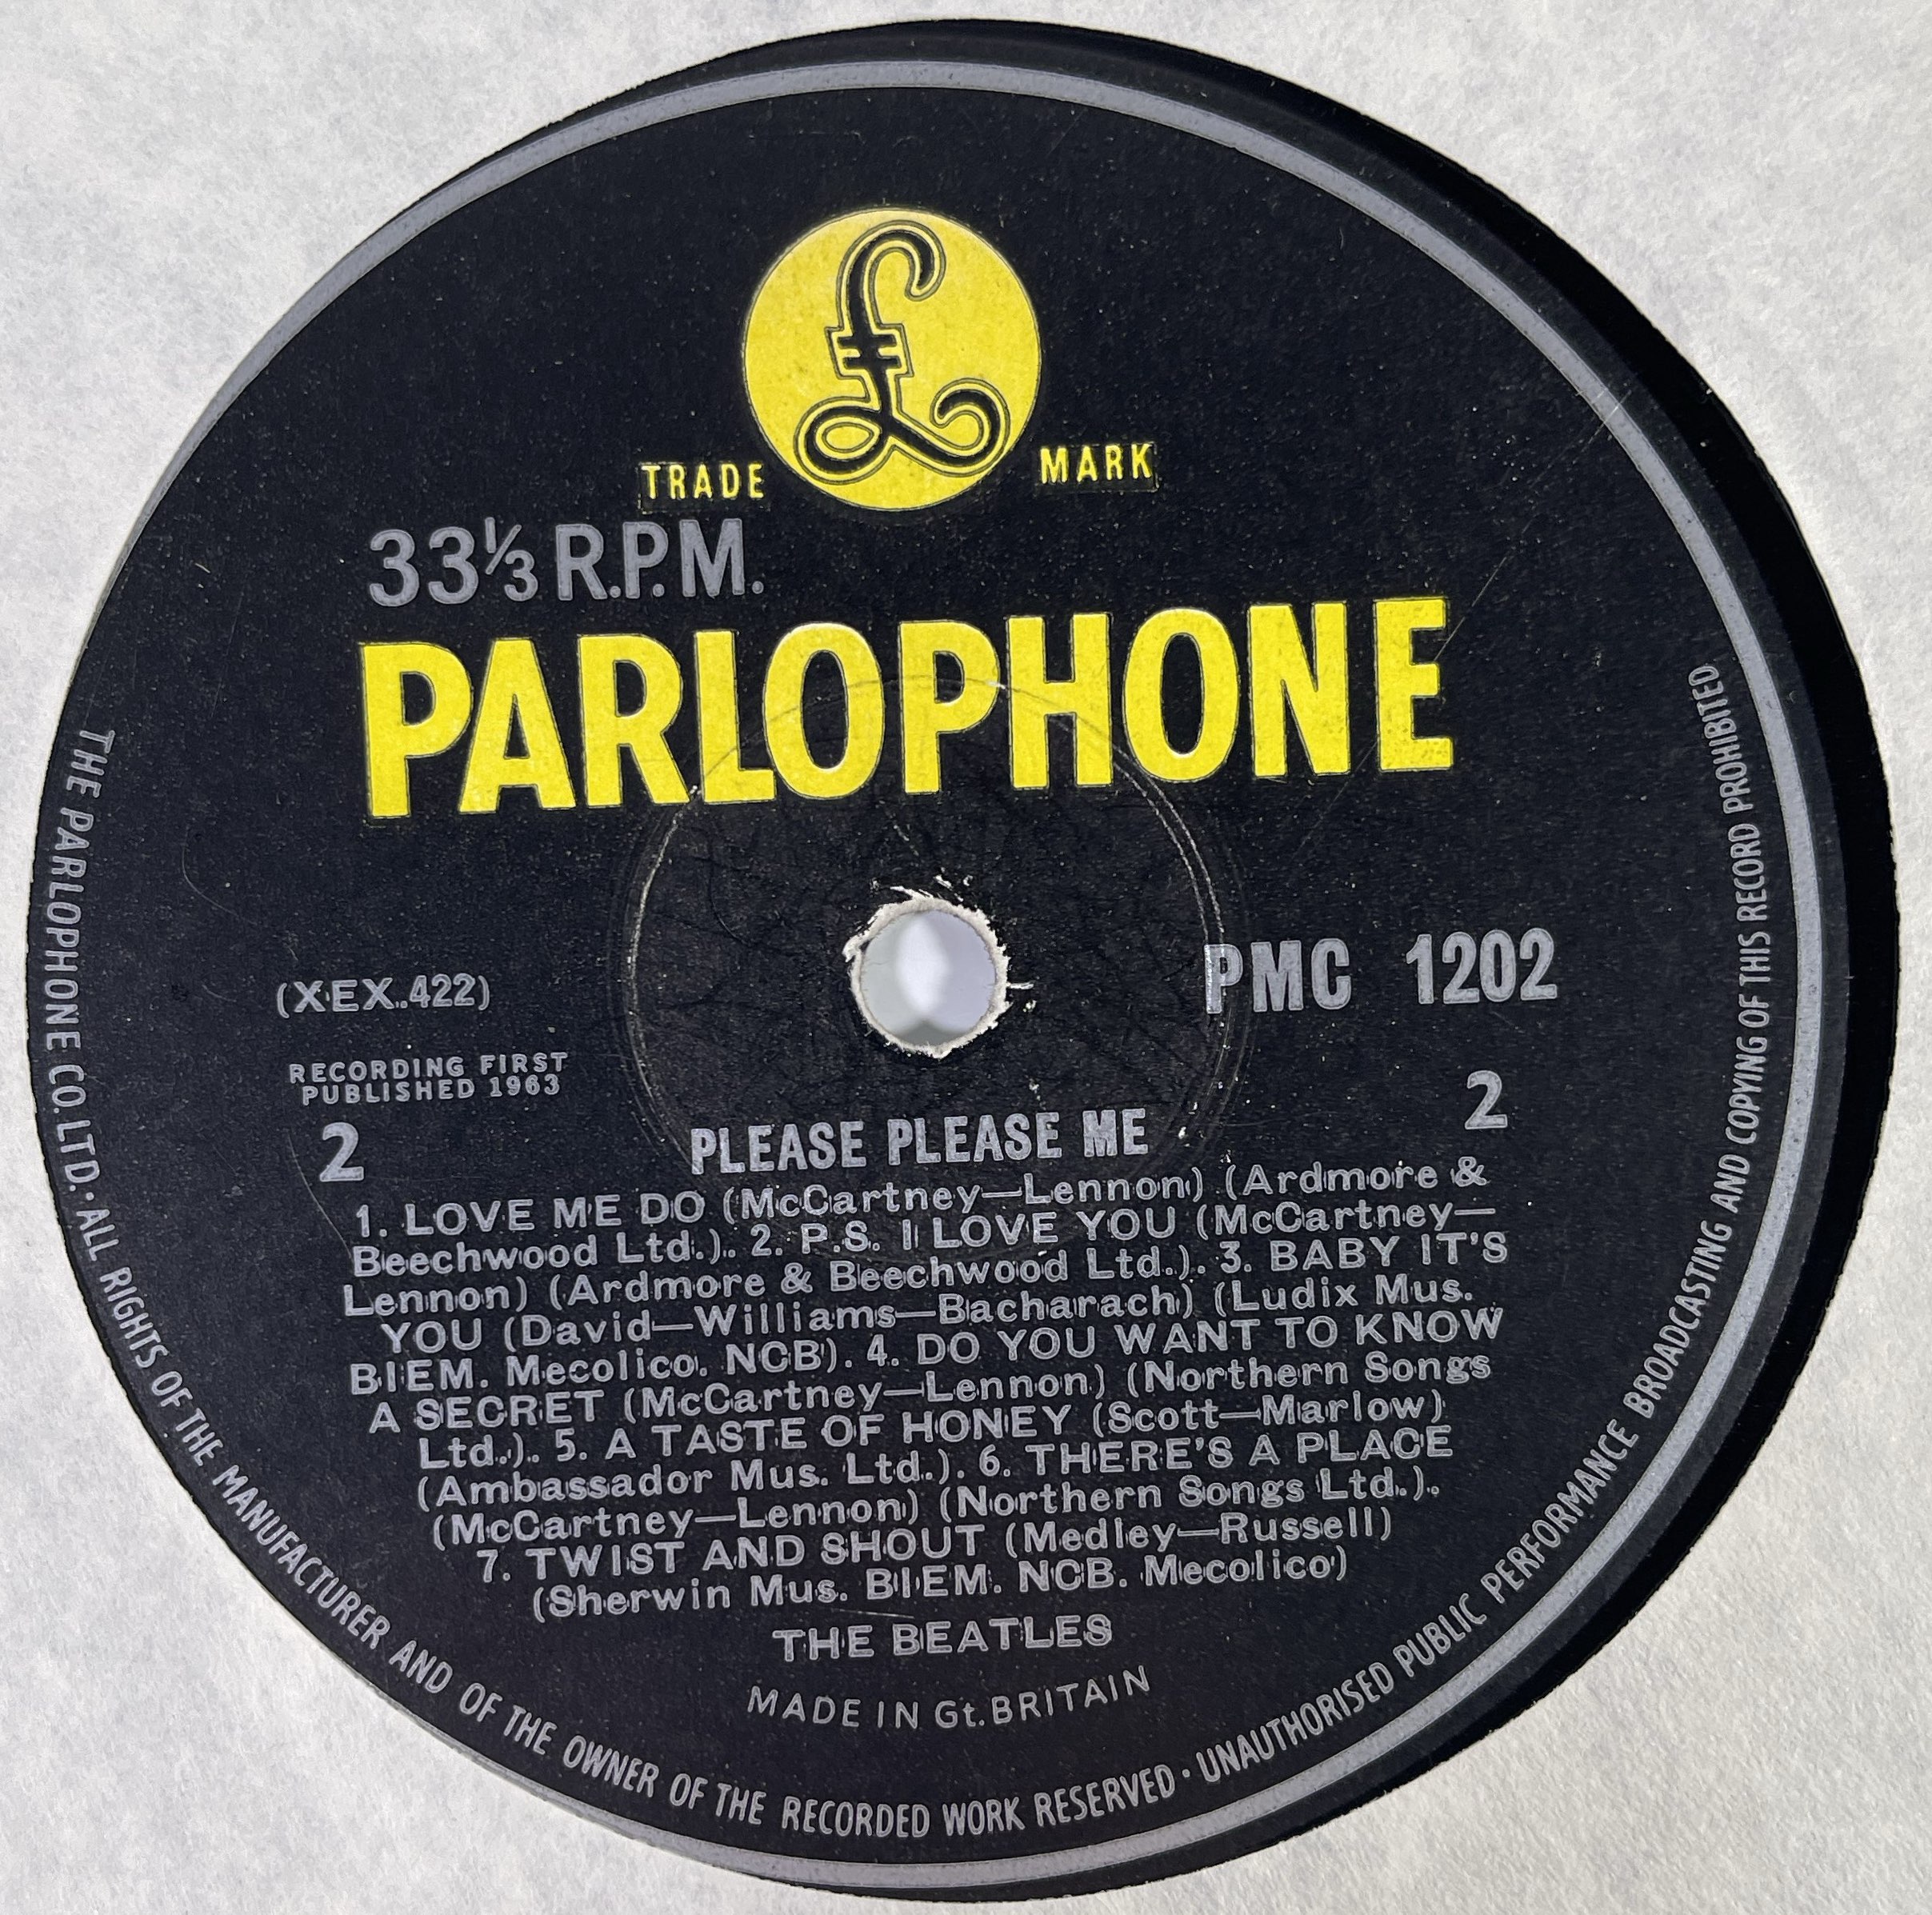 £
TRADE MARK
33⅓ R.P.M.
PARLOPHONE
(XEX.422)
PMC 1202
RECORDING FIRST
PUBLISHED 1963
2
2
PLEASE PLEASE ME
1. LOVE ME DO (McCartney—Lennon) (Ardmore &
Beechwood Ltd.). 2. P.S. I LOVE YOU (McCartney—
Lennon) (Ardmore & Beechwood Ltd.). 3. BABY IT'S
YOU (David—Williams—Bacharach) (Ludix Mus.
BIEM. Mecolico. NCB). 4. DO YOU WANT TO KNOW
A SECRET (McCartney—Lennon) (Northern Songs
Ltd.). 5. A TASTE OF HONEY (Scott—Marlow)
(Ambassador Mus. Ltd.). 6. THERE'S A PLACE
(McCartney—Lennon) (Northern Songs Ltd.).
7. TWIST AND SHOUT (Medley—Russell)
(Sherwin Mus. BIEM. NCB. Mecolico)
THE BEATLES
MADE IN Gt. BRITAIN
THE PARLOPHONE CO. LTD. · ALL RIGHTS OF THE MANUFACTURER AND OF THE OWNER OF THE RECORDED WORK RESERVED · UNAUTHORISED PUBLIC PERFORMANCE BROADCASTING AND COPYING OF THIS RECORD PROHIBITED